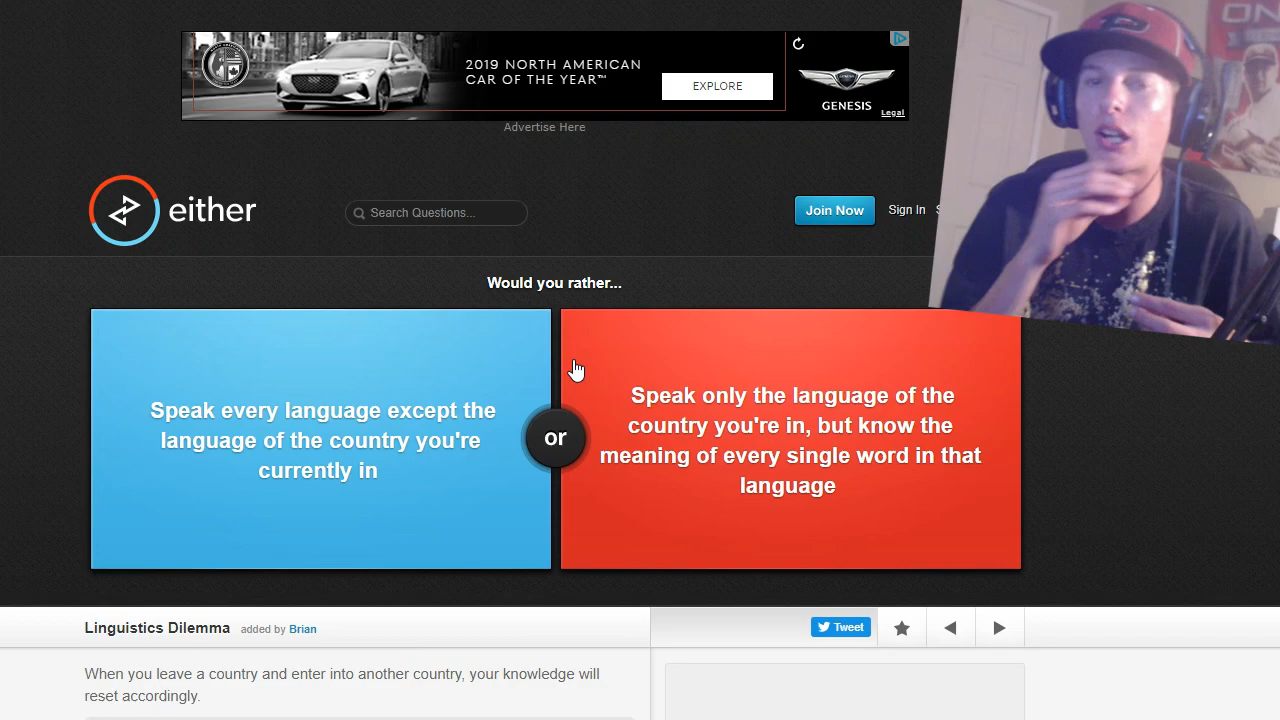 2019 NORTH AMERICAN
CAR OF THE YEAR™
EXPLORE
GENESIS
Legal
Advertise Here
either
Search Questions...
Join Now
Sign In
Would you rather...
Speak every language except the
language of the country you're
currently in
or
Speak only the language of the
country you're in, but know the
meaning of every single word in that
language
Linguistics Dilemma added by Brian
Tweet
When you leave a country and enter into another country, your knowledge will
reset accordingly.